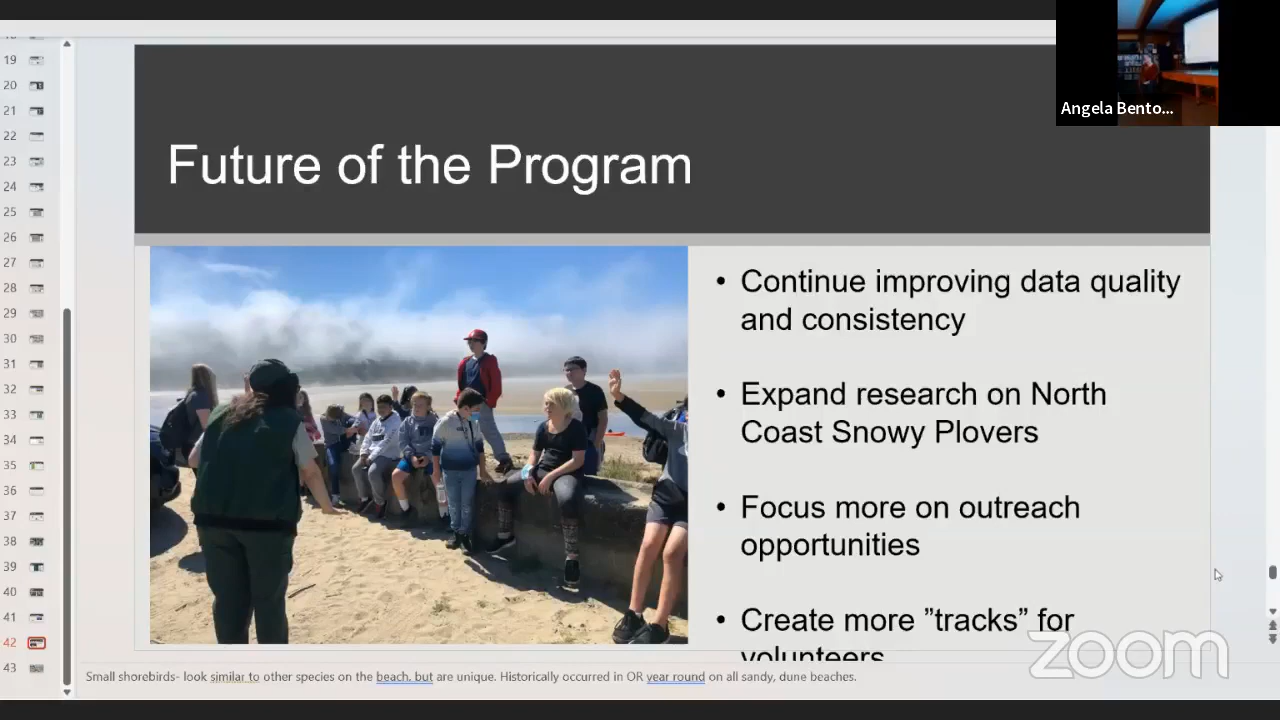 Angela Bento...
18
19
20
21
22
23
24
25
26
27
28
29
30
31
32
33
34
35
36
37
38
39
40
41
42
43
Future of the Program
• Continue improving data quality
and consistency
• Expand research on North
Coast Snowy Plovers
• Focus more on outreach
opportunities
• Create more ”tracks” for
volunteers
zoom
Small shorebirds- look similar to other species on the beach, but are unique. Historically occurred in OR year round on all sandy, dune beaches.